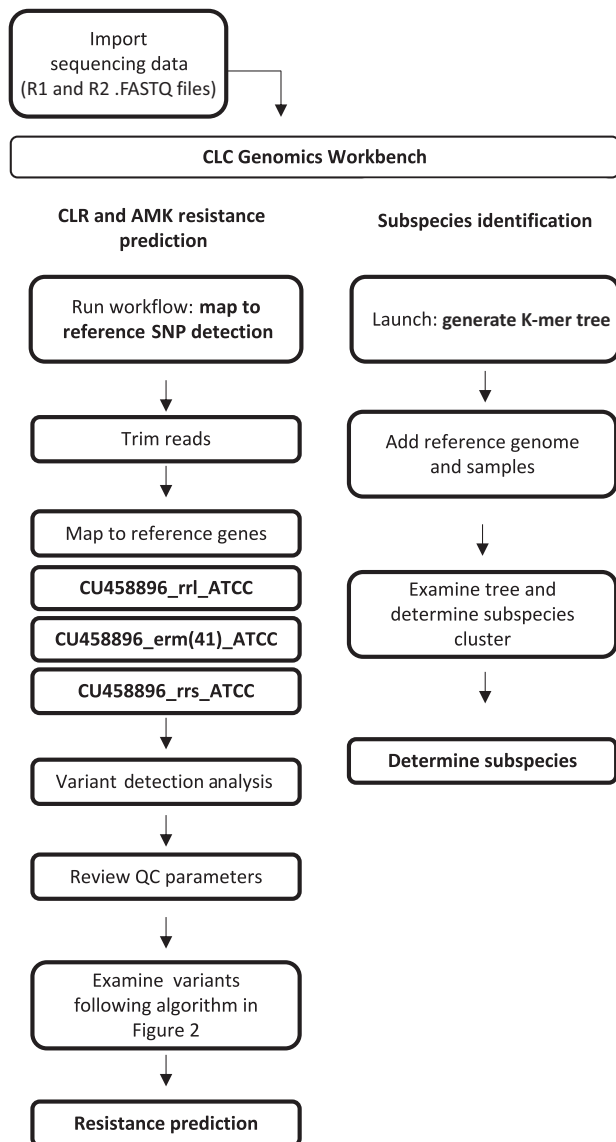 Import
sequencing data
(R1 and R2 .FASTQ files)
CLC Genomics Workbench
CLR and AMK resistance
prediction
Run workflow: map to
reference SNP detection
Trim reads
Map to reference genes
CU458896_rrl_ATCC
CU458896_erm(41)_ATCC
CU458896_rrs_ATCC
Variant detection analysis
Review QC parameters
Examine variants
following algorithm in
Figure 2
Resistance prediction
Subspecies identification
Launch: generate K-mer tree
Add reference genome
and samples
Examine tree and
determine subspecies
cluster
Determine subspecies